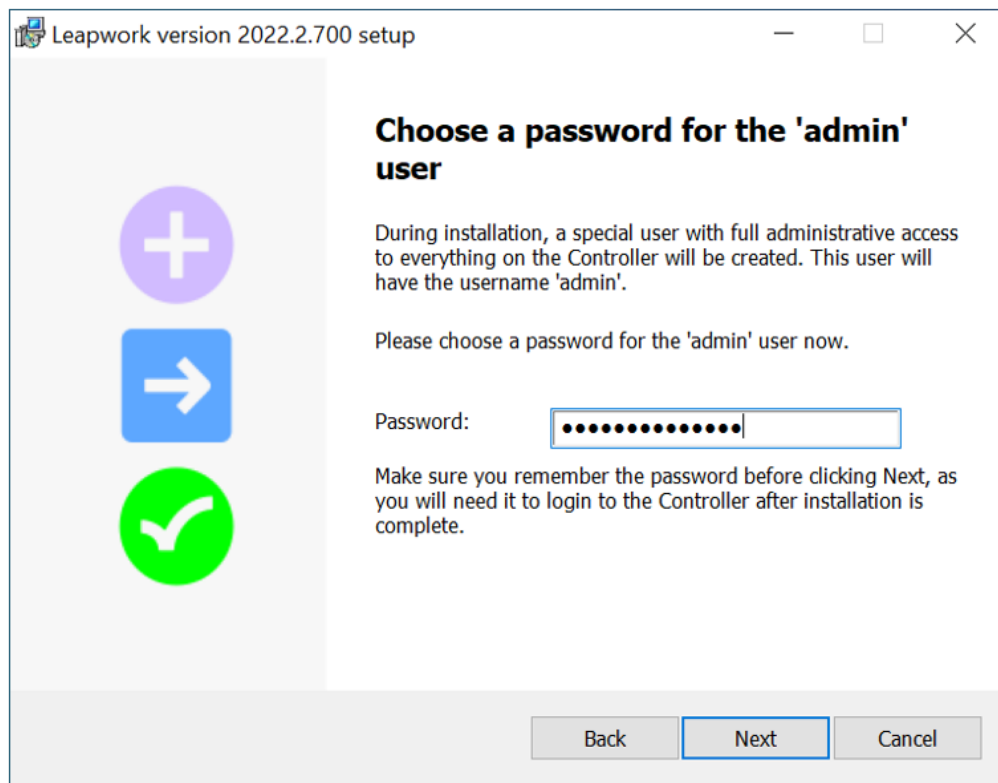 Leapwork version 2022.2.700 setup
Choose a password for the 'admin'
user
During installation, a special user with full administrative access
to everything on the Controller will be created. This user will
have the username 'admin'.
Please choose a password for the 'admin' user now.
Password: ●●●●●●●●●●●●●●●
Make sure you remember the password before clicking Next, as
you will need it to login to the Controller after installation is
complete.
Back Next Cancel